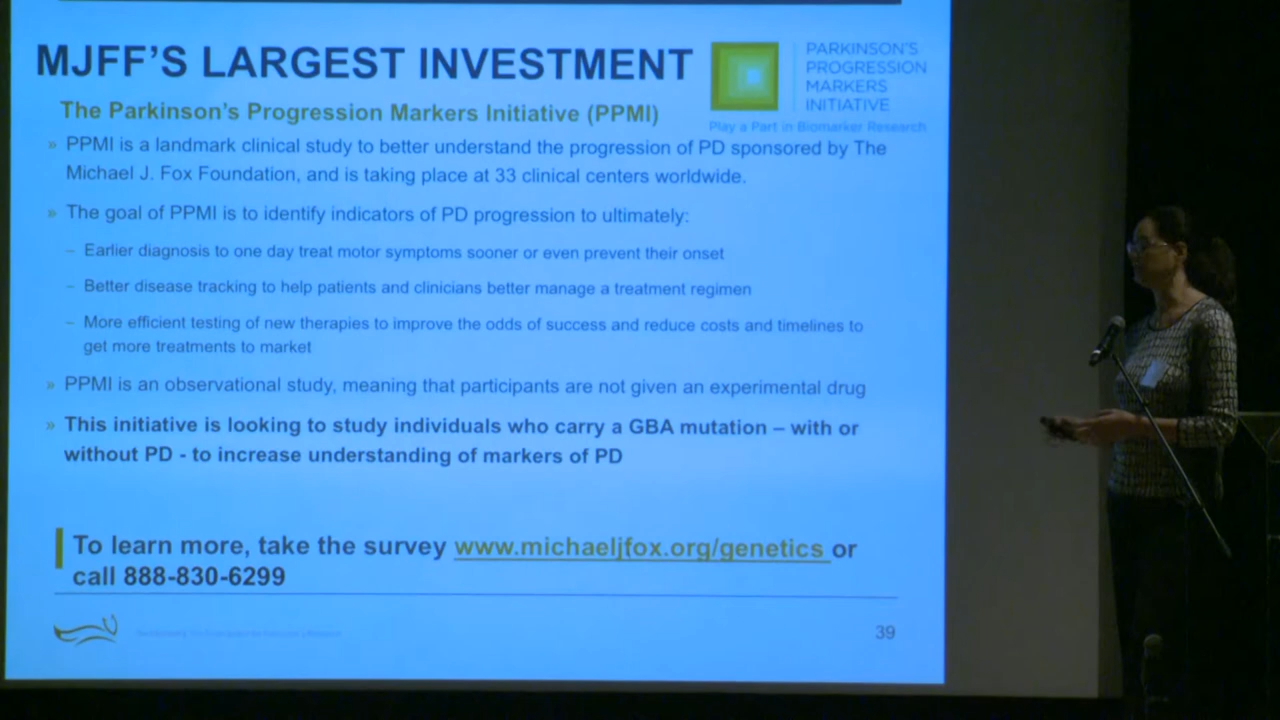 MJFF'S LARGEST INVESTMENT
PARKINSON'S
PROGRESSION
MARKERS
INITIATIVE
Play a Part in Biomarker Research
The Parkinson's Progression Markers Initiative (PPMI)
» PPMI is a landmark clinical study to better understand the progression of PD sponsored by The
Michael J. Fox Foundation, and is taking place at 33 clinical centers worldwide.
» The goal of PPMI is to identify indicators of PD progression to ultimately:
– Earlier diagnosis to one day treat motor symptoms sooner or even prevent their onset
– Better disease tracking to help patients and clinicians better manage a treatment regimen
– More efficient testing of new therapies to improve the odds of success and reduce costs and timelines to
get more treatments to market
» PPMI is an observational study, meaning that participants are not given an experimental drug
» This initiative is looking to study individuals who carry a GBA mutation – with or
without PD - to increase understanding of markers of PD
To learn more, take the survey www.michaeljfox.org/genetics or
call 888-830-6299
39